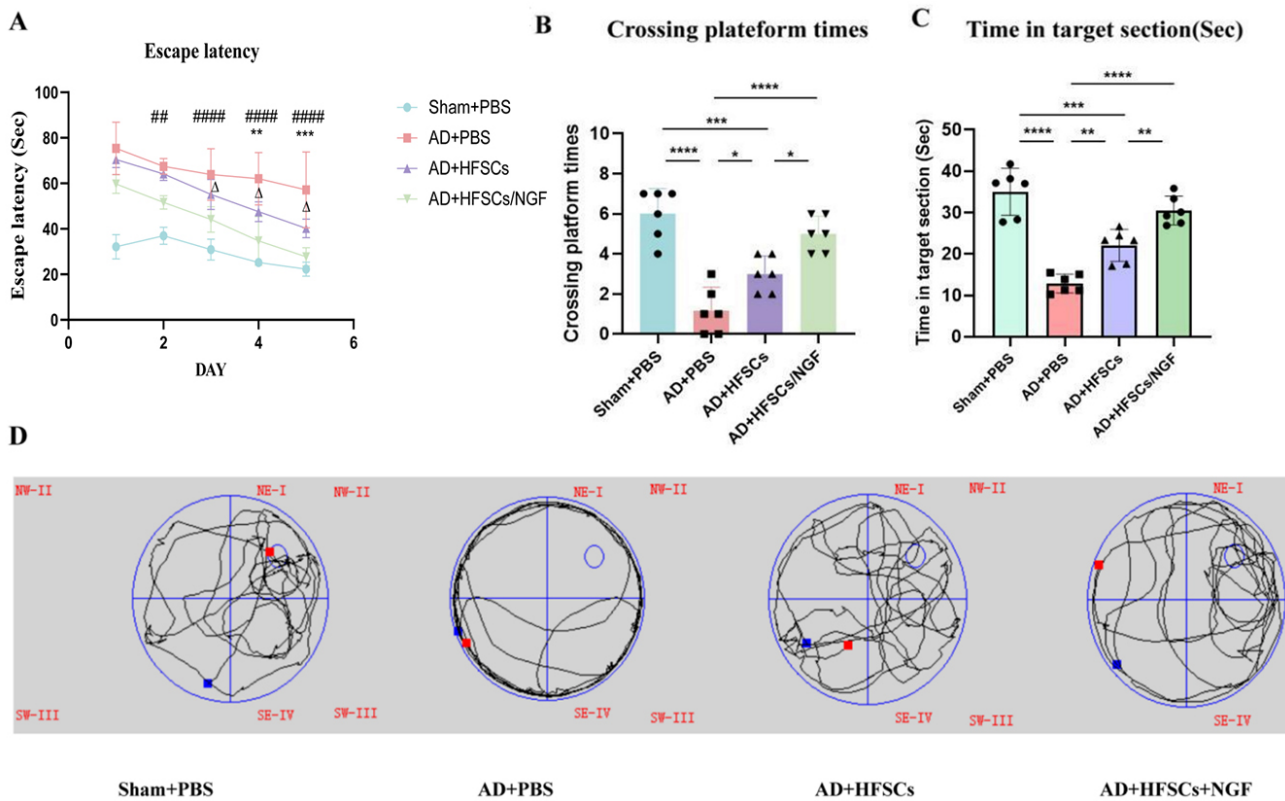 A
Escape latency
Escape latency (Sec)
100
80
60
40
20
0
## #### #### ####
** ***
Δ Δ Δ
0 2 4 6
DAY
Sham+PBS
AD+PBS
AD+HFSCs
AD+HFSCs/NGF
B
Crossing plateform times
Crossing platform times
10
8
6
4
2
0
****
***
**** * *
Sham+PBS
AD+PBS
AD+HFSCs
AD+HFSCs/NGF
C
Time in target section(Sec)
Time in target section (Sec)
50
40
30
20
10
0
****
***
**** ** **
Sham+PBS
AD+PBS
AD+HFSCs
AD+HFSCs/NGF
D
NW-II NE-I NW-II NE-I NW-II NE-I NW-II NE-I
SW-III SE-IV SW-III SE-IV SW-III SE-IV SW-III SE-IV
Sham+PBS AD+PBS AD+HFSCs AD+HFSCs+NGF